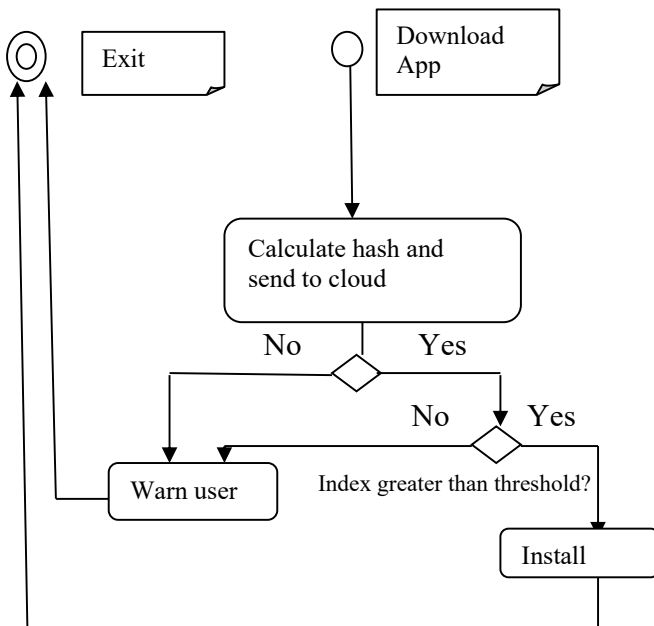 Exit
Download
App
Calculate hash and
send to cloud
No
Yes
No
Yes
Warn user
Index greater than threshold?
Install